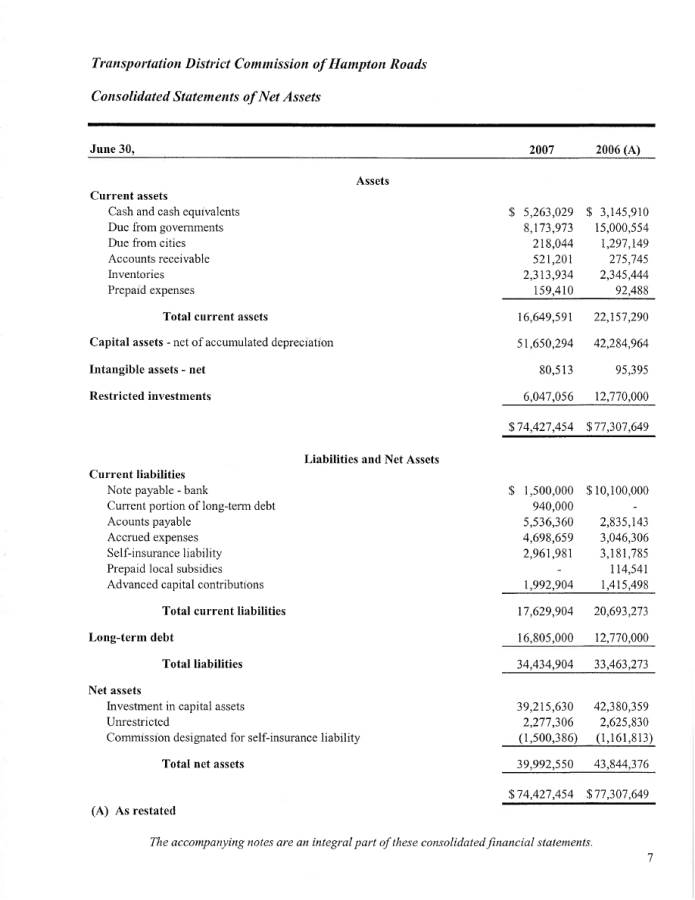 Transportation District Commission of Hampton Roads
Consolidated Statements of Net Assets
June 30, 2007 2006 (A)
Assets
Current assets
Cash and cash equivalents $ 5,263,029 $ 3,145,910
Due from governments 8,173,973 15,000,554
Due from cities 218,044 1,297,149
Accounts receivable 521,201 275,745
Inventories 2,313,934 2,345,444
Prepaid expenses 159,410 92,488
Total current assets 16,649,591 22,157,290
Capital assets - net of accumulated depreciation 51,650,294 42,284,964
Intangible assets - net 80,513 95,395
Restricted investments 6,047,056 12,770,000
$ 74,427,454 $ 77,307,649
Liabilities and Net Assets
Current liabilities
Note payable - bank $ 1,500,000 $ 10,100,000
Current portion of long-term debt 940,000 -
Acounts payable 5,536,360 2,835,143
Accrued expenses 4,698,659 3,046,306
Self-insurance liability 2,961,981 3,181,785
Prepaid local subsidies - 114,541
Advanced capital contributions 1,992,904 1,415,498
Total current liabilities 17,629,904 20,693,273
Long-term debt 16,805,000 12,770,000
Total liabilities 34,434,904 33,463,273
Net assets
Investment in capital assets 39,215,630 42,380,359
Unrestricted 2,277,306 2,625,830
Commission designated for self-insurance liability (1,500,386) (1,161,813)
Total net assets 39,992,550 43,844,376
$ 74,427,454 $ 77,307,649
(A) As restated
The accompanying notes are an integral part of these consolidated financial statements.
7